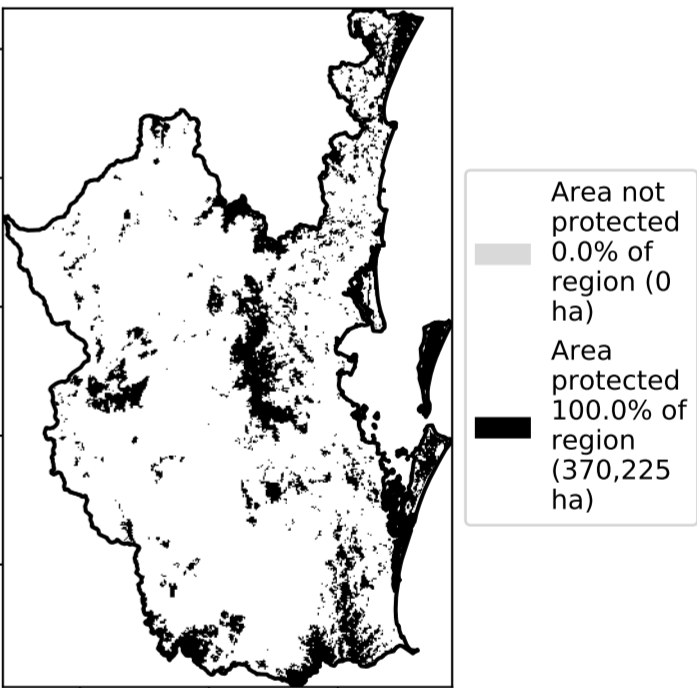 Area not
protected
0.0% of
region (0
ha)
Area
protected
100.0% of
region
(370,225
ha)